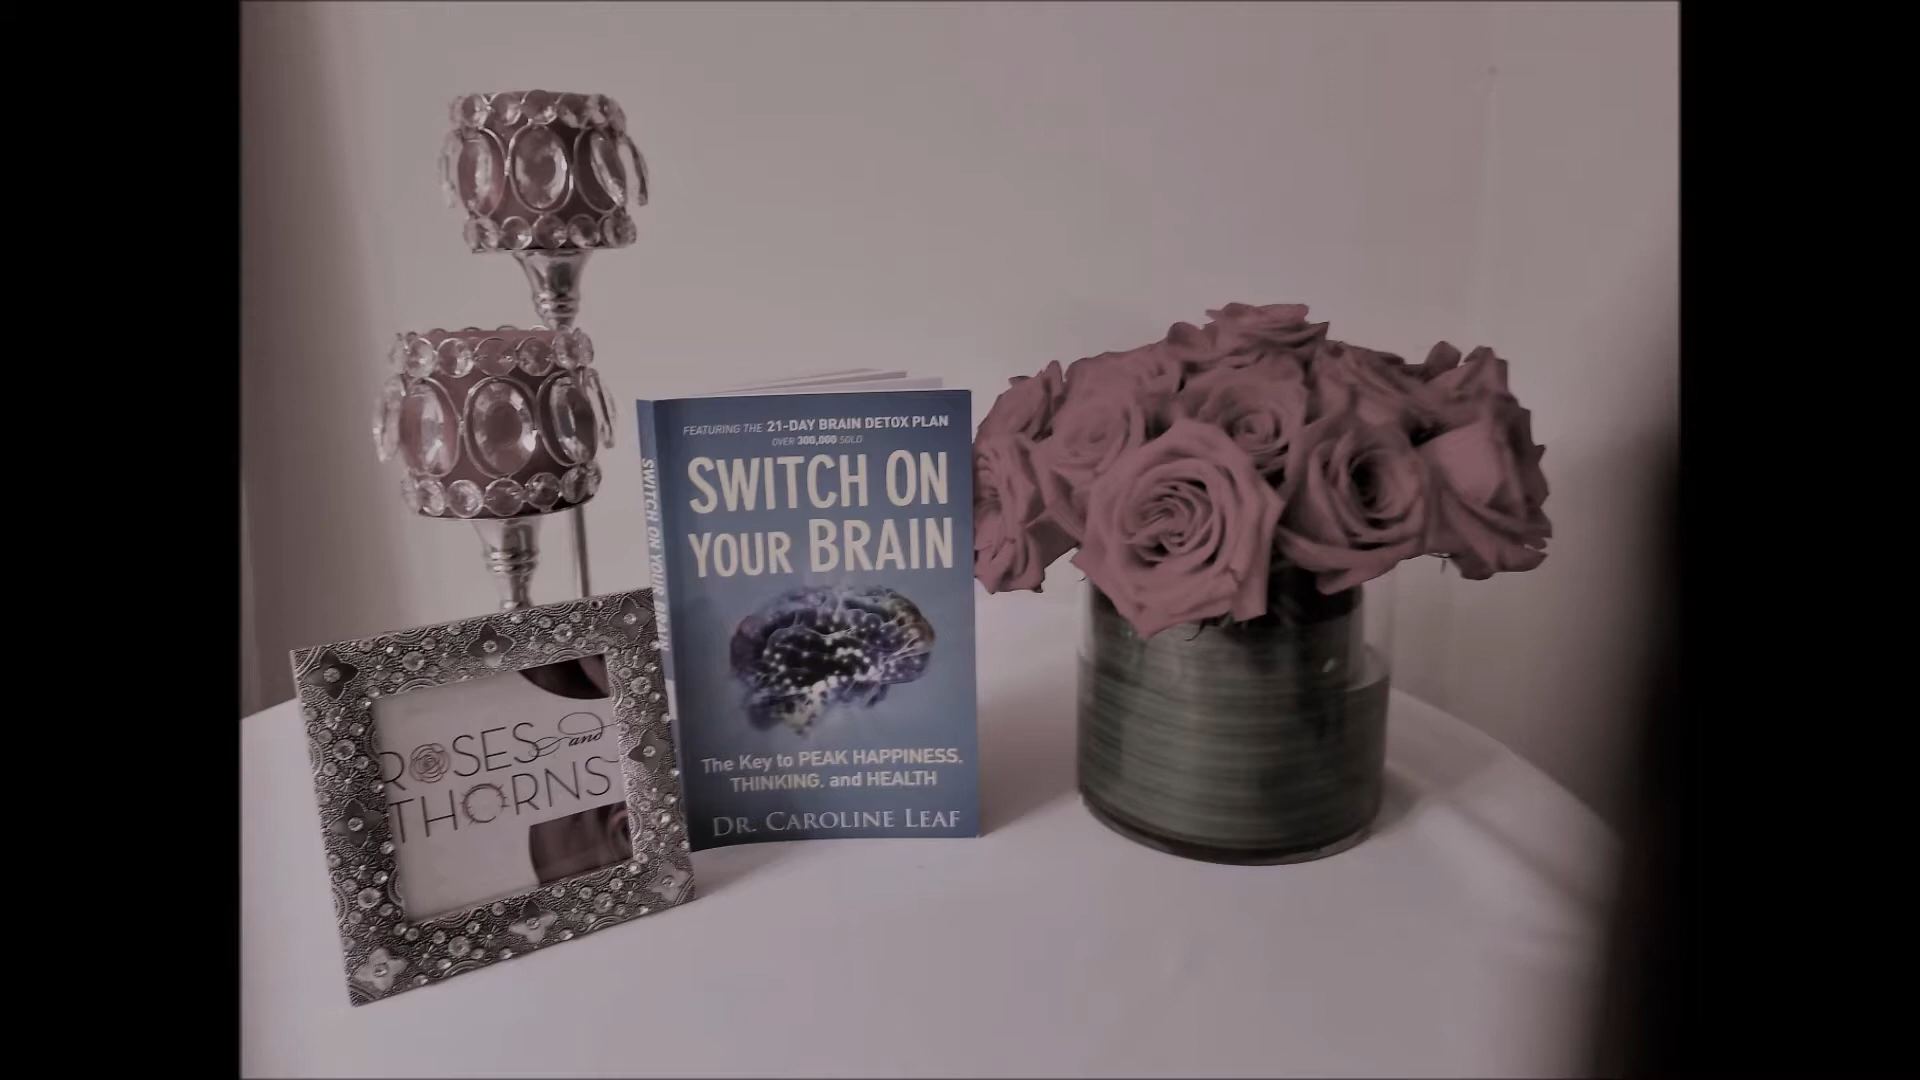 FEATURING THE 21-DAY BRAIN DETOX PLAN
OVER 300,000 SOLD
SWITCH ON
YOUR BRAIN
The Key to PEAK HAPPINESS,
THINKING, and HEALTH
DR. CAROLINE LEAF
SWITCH ON YOUR BRAIN
ROSES and
THORNS